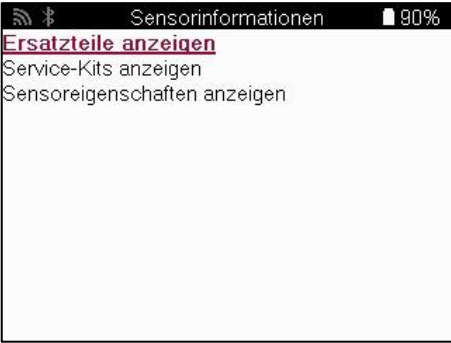 Sensorinformationen 90%
Ersatzteile anzeigen
Service-Kits anzeigen
Sensoreigenschaften anzeigen